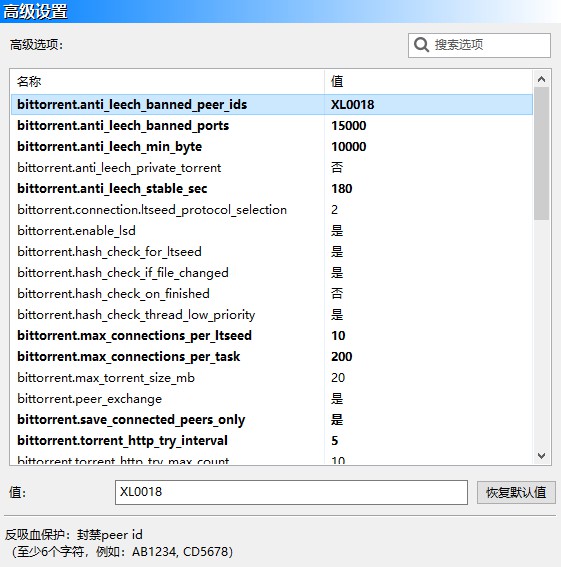 高级设置
高级选项：
搜索选项
名称 值
bittorrent.anti_leech_banned_peer_ids XL0018
bittorrent.anti_leech_banned_ports 15000
bittorrent.anti_leech_min_byte 10000
bittorrent.anti_leech_private_torrent 否
bittorrent.anti_leech_stable_sec 180
bittorrent.connection.ltseed_protocol_selection 2
bittorrent.enable_lsd 是
bittorrent.hash_check_for_ltseed 是
bittorrent.hash_check_if_file_changed 是
bittorrent.hash_check_on_finished 否
bittorrent.hash_check_thread_low_priority 是
bittorrent.max_connections_per_ltseed 10
bittorrent.max_connections_per_task 200
bittorrent.max_torrent_size_mb 20
bittorrent.peer_exchange 是
bittorrent.save_connected_peers_only 是
bittorrent.torrent_http_try_interval 5
bittorrent.torrent_http_try_max_count 10
值： XL0018 恢复默认值
反吸血保护：封禁peer id
（至少6个字符，例如：AB1234, CD5678）